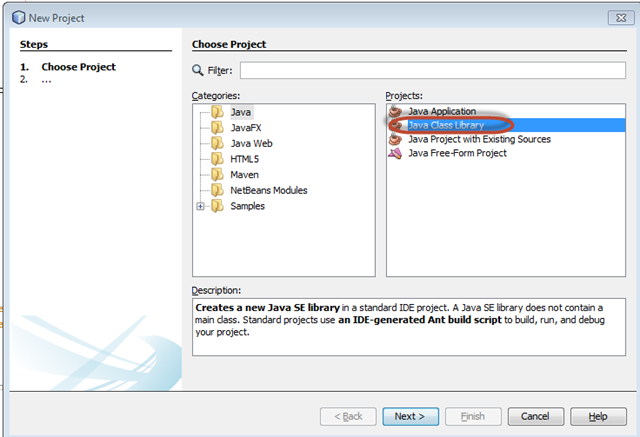 New Project
Steps
1. Choose Project
2. ...
Choose Project
Filter:
Categories:
Java
JavaFX
Java Web
HTML5
Maven
NetBeans Modules
Samples
Projects:
Java Application
Java Class Library
Java Project with Existing Sources
Java Free-Form Project
Description:
Creates a new Java SE library in a standard IDE project. A Java SE library does not contain a
main class. Standard projects use an IDE-generated Ant build script to build, run, and debug
your project.
< Back
Next >
Finish
Cancel
Help